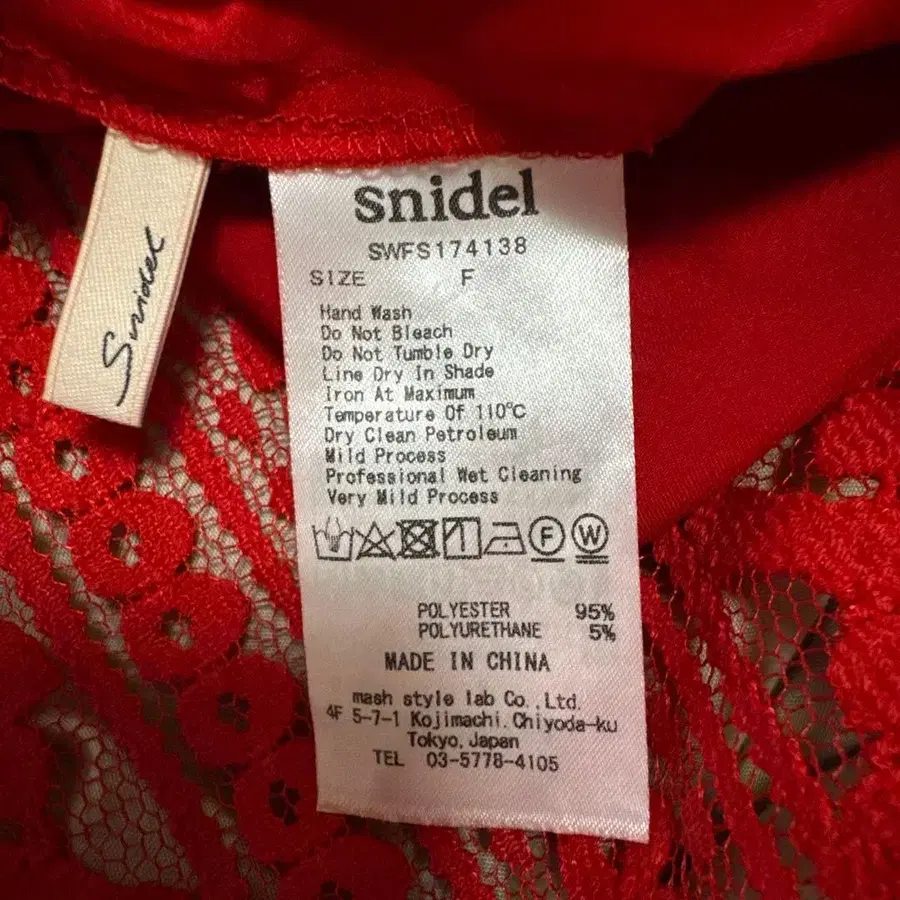 Snidel
snidel
SWFS174138
SIZE F
Hand Wash
Do Not Bleach
Do Not Tumble Dry
Line Dry In Shade
Iron At Maximum
Temperature Of 110℃
Dry Clean Petroleum
Mild Process
Professional Wet Cleaning
Very Mild Process
F W
POLYESTER 95%
POLYURETHANE 5%
MADE IN CHINA
mash style lab Co.,Ltd.
4F 5-7-1 Kojimachi,Chiyoda-ku
Tokyo,Japan
TEL 03-5778-4105